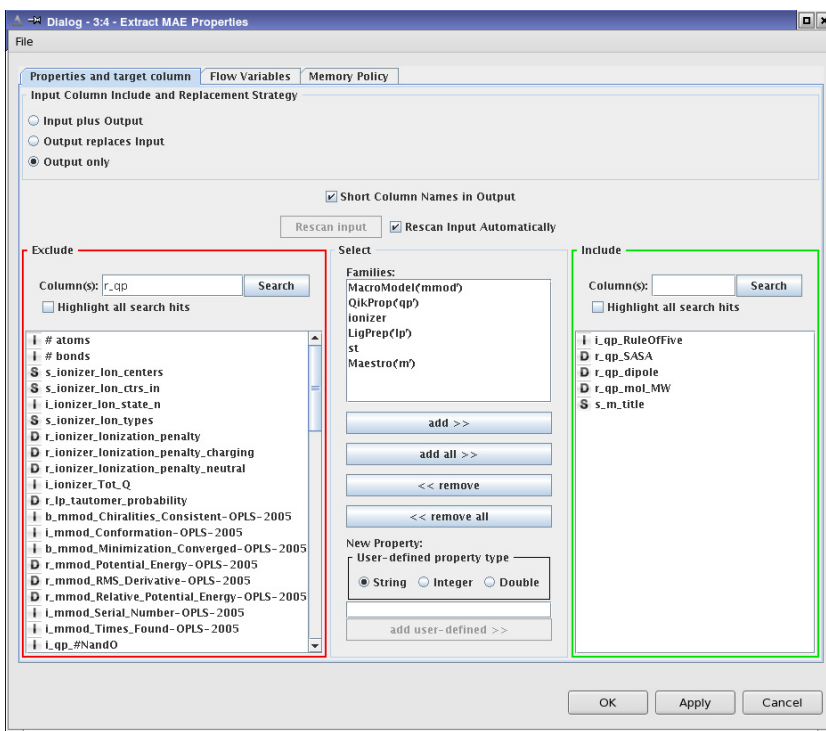 Dialog - 3:4 - Extract MAE Properties
File
Properties and target column
Flow Variables
Memory Policy
Input Column Include and Replacement Strategy
Input plus Output
Output replaces Input
Output only
Short Column Names in Output
Rescan input
Rescan Input Automatically
Exclude
Column(s): r_qp
Search
Highlight all search hits
I # atoms
I # bonds
S s_ionizer_Ion_centers
S s_ionizer_Ion_ctrs_in
I i_ionizer_Ion_state_n
S s_ionizer_Ion_types
D r_ionizer_Ionization_penalty
D r_ionizer_Ionization_penalty_charging
D r_ionizer_Ionization_penalty_neutral
I i_ionizer_Tot_Q
D r_lp_tautomer_probability
I b_mmod_Chiralities_Consistent-OPLS-2005
I i_mmod_Conformation-OPLS-2005
I b_mmod_Minimization_Converged-OPLS-2005
D r_mmod_Potential_Energy-OPLS-2005
D r_mmod_RMS_Derivative-OPLS-2005
D r_mmod_Relative_Potential_Energy-OPLS-2005
I i_mmod_Serial_Number-OPLS-2005
I i_mmod_Times_Found-OPLS-2005
I i_qp_#NandO
Select
Families:
MacroModel('mmod')
QikProp('qp')
ionizer
LigPrep('lp')
st
Maestro('m')
add >>
add all >>
<< remove
<< remove all
New Property:
User-defined property type
String
Integer
Double
add user-defined >>
Include
Column(s):
Search
Highlight all search hits
I i_qp_RuleOfFive
D r_qp_SASA
D r_qp_dipole
D r_qp_mol_MW
S s_m_title
OK
Apply
Cancel